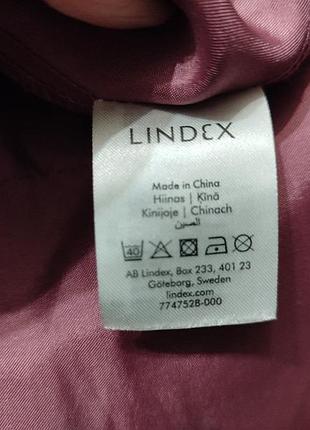 LINDEX
Made in China
Hiinas | Ķīnā
Kinijoje | Chinach
الصين
40
AB Lindex, Box 233, 401 23
Göteborg, Sweden
lindex.com
7747528-000